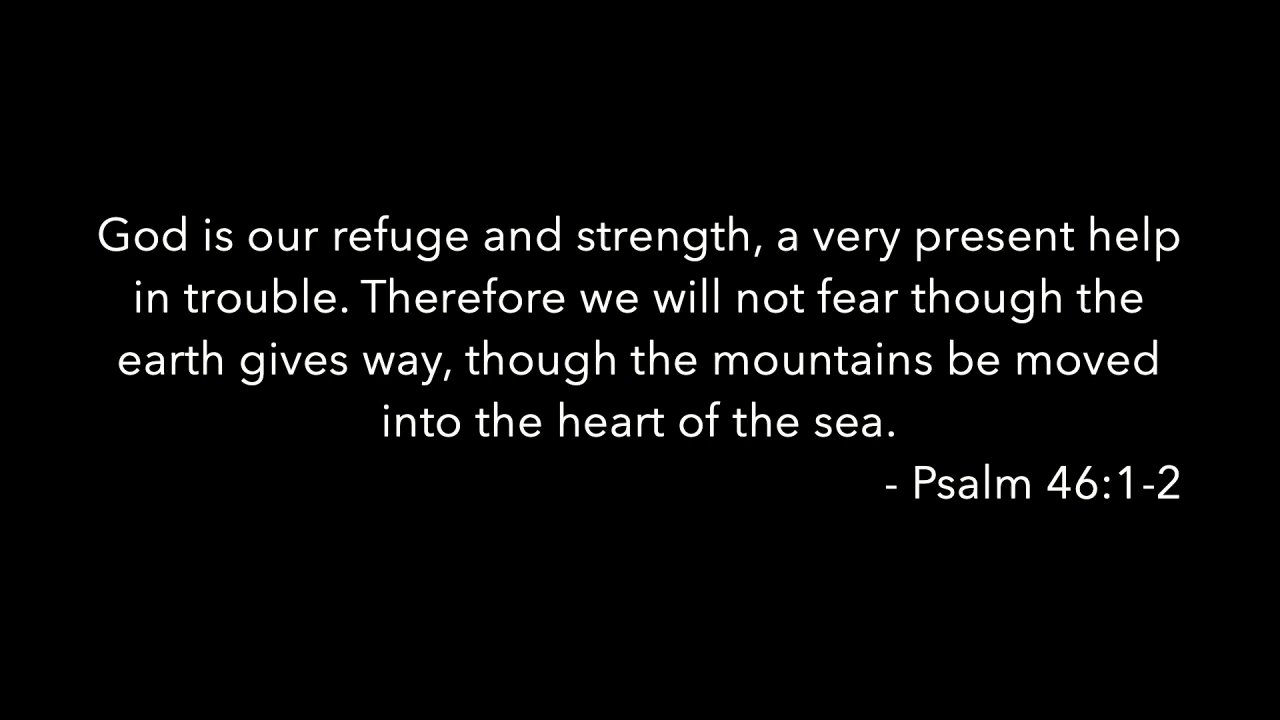 God is our refuge and strength, a very present help
in trouble. Therefore we will not fear though the
earth gives way, though the mountains be moved
into the heart of the sea.
- Psalm 46:1-2